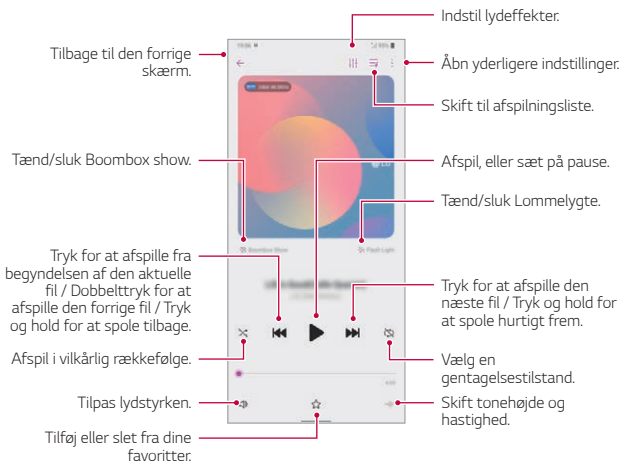 Indstil lydeffekter.
Tilbage til den forrige
skærm.
Åbn yderligere indstillinger.
Skift til afspilningsliste.
Tænd/sluk Boombox show.
Afspil, eller sæt på pause.
Tænd/sluk Lommelygte.
Boombox Show
Flash Light
Tryk for at afspille fra
begyndelsen af den aktuelle
fil / Dobbelttryk for at
afspille den forrige fil / Tryk
og hold for at spole tilbage.
Tryk for at afspille den
næste fil / Tryk og hold for
at spole hurtigt frem.
Afspil i vilkårlig rækkefølge.
Vælg en
gentagelsestilstand.
Tilpas lydstyrken.
Skift tonehøjde og
hastighed.
Tilføj eller slet fra dine
favoritter.